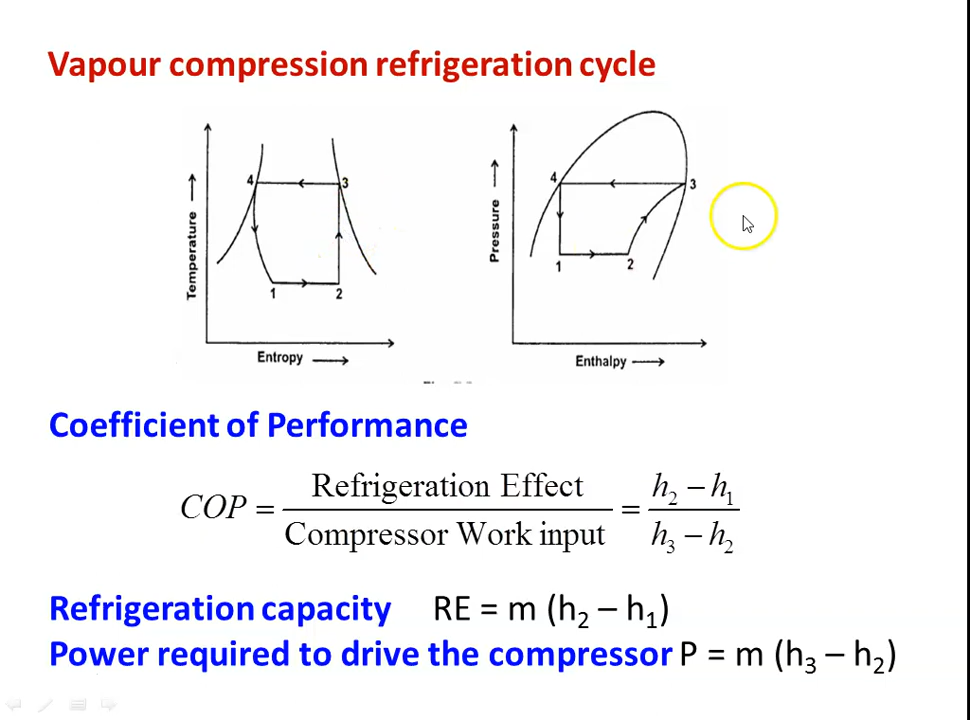 Vapour compression refrigeration cycle
Temperature
4
3
1
2
Entropy
Pressure
4
3
1
2
Enthalpy
Coefficient of Performance
COP = Refrigeration Effect / Compressor Work input = h₂ – h₁ / h₃ – h₂
Refrigeration capacity RE = m (h₂ – h₁)
Power required to drive the compressor P = m (h₃ – h₂)